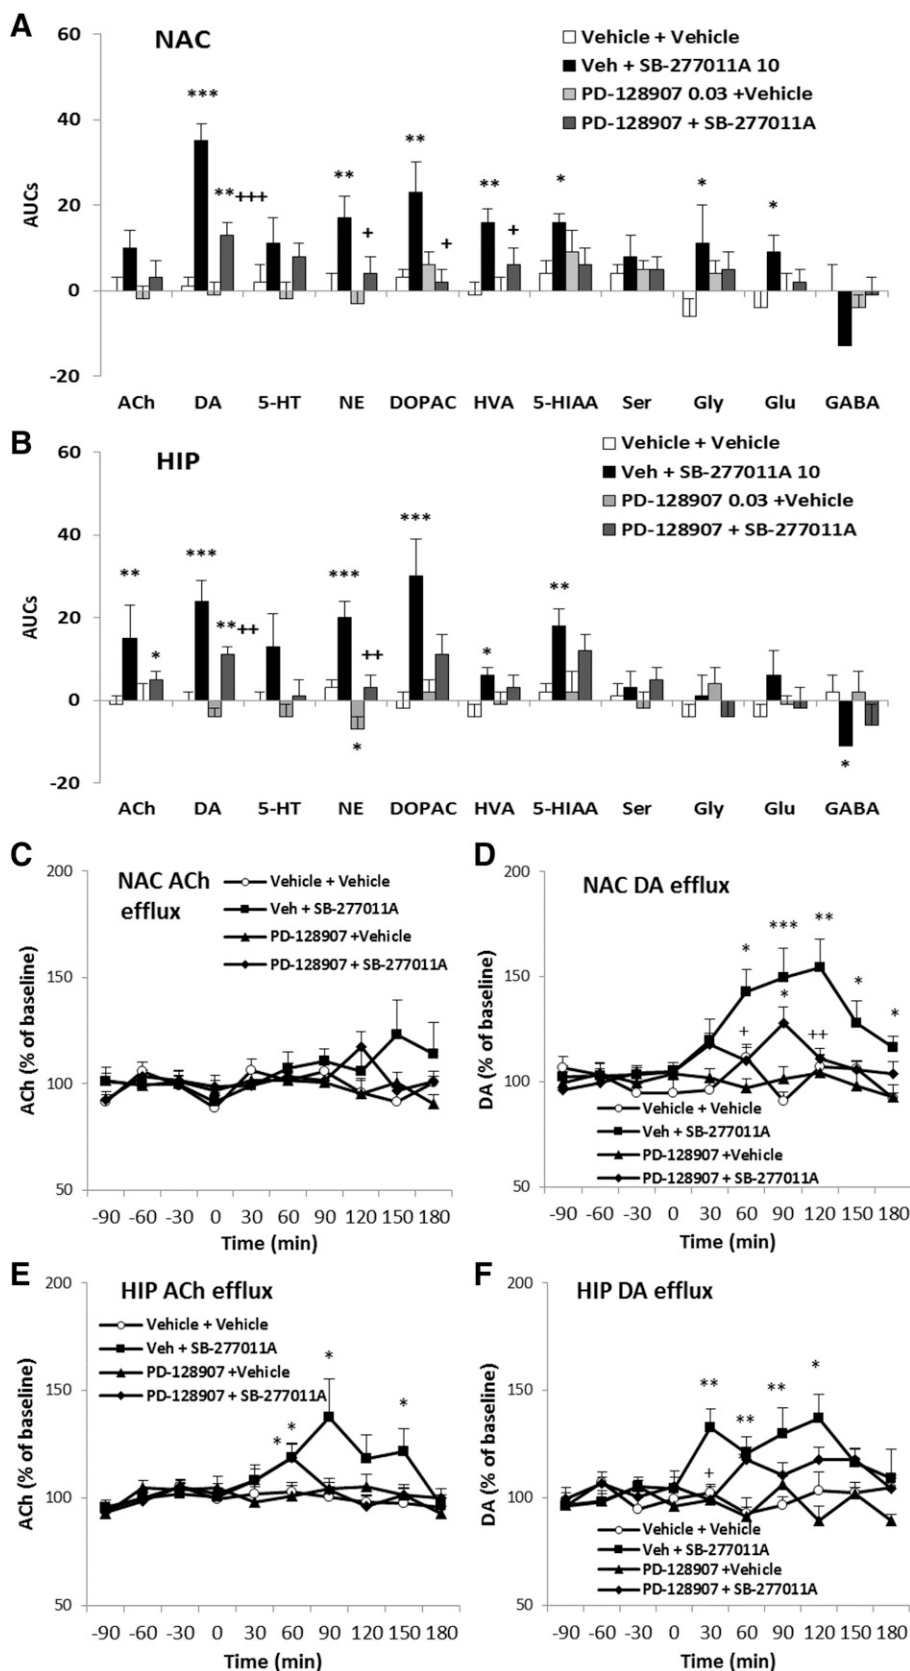 A
NAC
60
40
20
0
-20
AUCs
Vehicle + Vehicle
Veh + SB-277011A 10
PD-128907 0.03 +Vehicle
PD-128907 + SB-277011A
***
** +++
**
+
**
+
**
+
*
*
*
ACh DA 5-HT NE DOPAC HVA 5-HIAA Ser Gly Glu GABA
B
HIP
60
40
20
0
-20
AUCs
Vehicle + Vehicle
Veh + SB-277011A 10
PD-128907 0.03 +Vehicle
PD-128907 + SB-277011A
**
*
***
** ++
***
++
*
***
*
**
*
ACh DA 5-HT NE DOPAC HVA 5-HIAA Ser Gly Glu GABA
C
NAC ACh
efflux
200
150
100
50
ACh (% of baseline)
Vehicle + Vehicle
Veh + SB-277011A
PD-128907 +Vehicle
PD-128907 + SB-277011A
-90 -60 -30 0 30 60 90 120 150 180
Time (min)
D
NAC DA efflux
200
150
100
50
DA (% of baseline)
*
***
**
*
*
*
+
++
Vehicle + Vehicle
Veh + SB-277011A
PD-128907 +Vehicle
PD-128907 + SB-277011A
-90 -60 -30 0 30 60 90 120 150 180
Time (min)
E
HIP ACh efflux
200
150
100
50
ACh (% of baseline)
Vehicle + Vehicle
Veh + SB-277011A
PD-128907 +Vehicle
PD-128907 + SB-277011A
*
*
*
*
-90 -60 -30 0 30 60 90 120 150 180
Time (min)
F
HIP DA efflux
200
150
100
50
DA (% of baseline)
**
**
**
*
+
Vehicle + Vehicle
Veh + SB-277011A
PD-128907 +Vehicle
PD-128907 + SB-277011A
-90 -60 -30 0 30 60 90 120 150 180
Time (min)